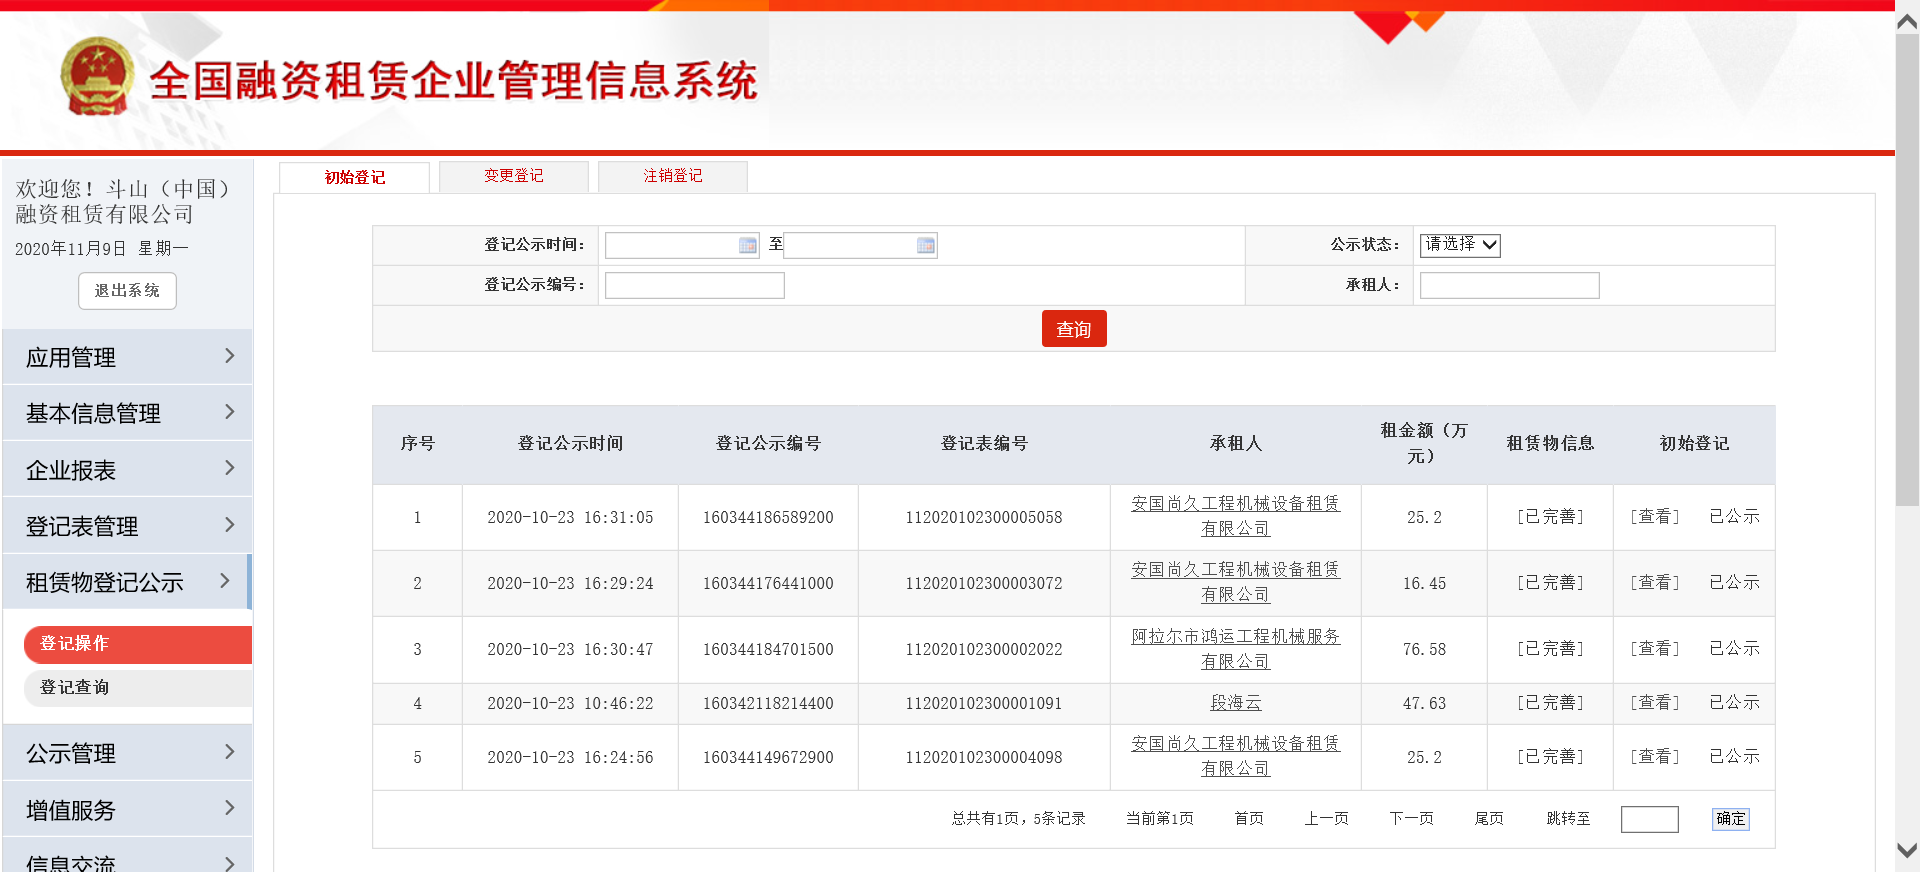 全国融资租赁企业管理信息系统
欢迎您！斗山（中国）
融资租赁有限公司
2020年11月9日 星期一
退出系统
应用管理
基本信息管理
企业报表
登记表管理
租赁物登记公示
登记操作
登记查询
公示管理
增值服务
信息交流
初始登记 变更登记 注销登记
登记公示时间： 至 公示状态： 请选择
登记公示编号： 承租人：
查询
序号 登记公示时间 登记公示编号 登记表编号 承租人 租金额（万 租赁物信息 初始登记
元）
1 2020-10-23 16:31:05 160344186589200 112020102300005058 安国尚久工程机械设备租赁 25.2 [已完善] [查看] 已公示
有限公司
2 2020-10-23 16:29:24 160344176441000 112020102300003072 安国尚久工程机械设备租赁 16.45 [已完善] [查看] 已公示
有限公司
3 2020-10-23 16:30:47 160344184701500 112020102300002022 阿拉尔市鸿运工程机械服务 76.58 [已完善] [查看] 已公示
有限公司
4 2020-10-23 10:46:22 160342118214400 112020102300001091 段海云 47.63 [已完善] [查看] 已公示
5 2020-10-23 16:24:56 160344149672900 112020102300004098 安国尚久工程机械设备租赁 25.2 [已完善] [查看] 已公示
有限公司
总共有1页，5条记录 当前第1页 首页 上一页 下一页 尾页 跳转至 确定